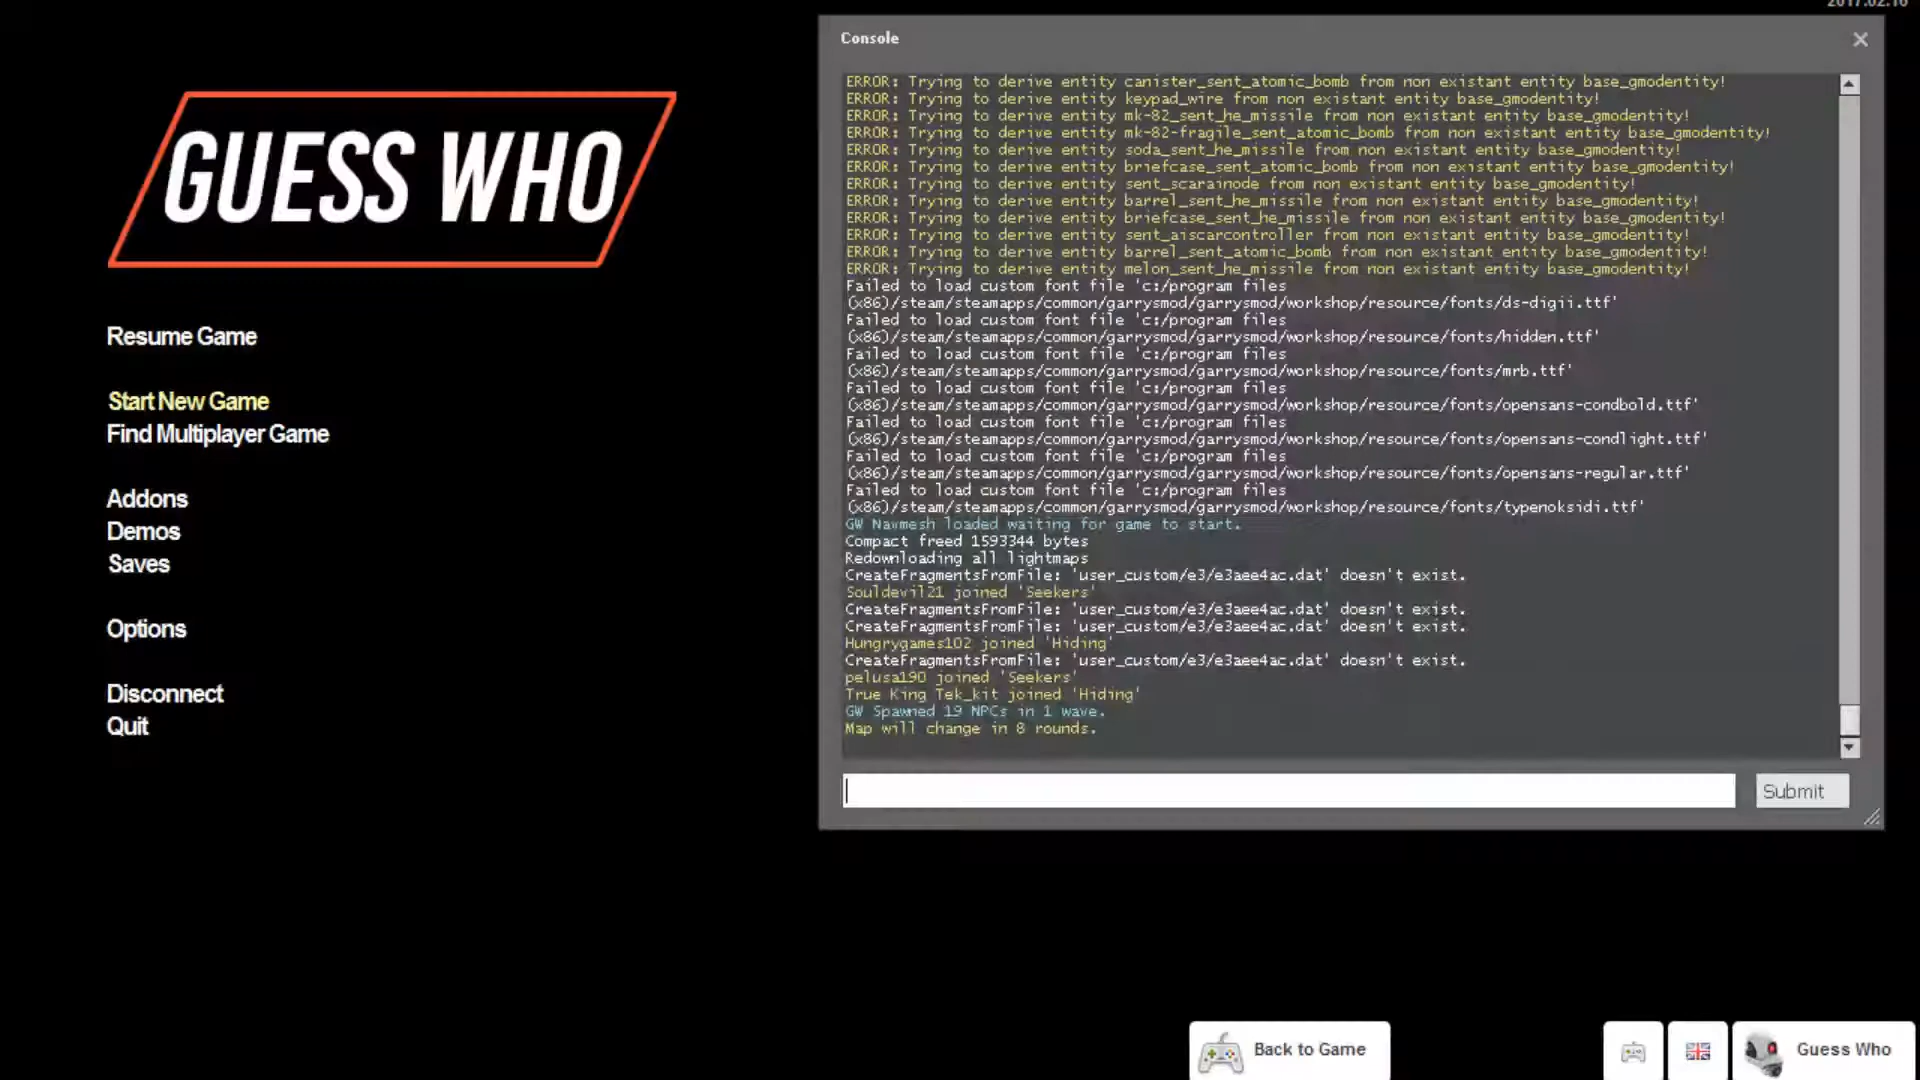 2017.02.16
GUESS WHO
Resume Game
Start New Game
Find Multiplayer Game
Addons
Demos
Saves
Options
Disconnect
Quit
Console
ERROR: Trying to derive entity canister_sent_atomic_bomb from non existant entity base_gmodentity!
ERROR: Trying to derive entity keypad_wire from non existant entity base_gmodentity!
ERROR: Trying to derive entity mk-82_sent_he_missile from non existant entity base_gmodentity!
ERROR: Trying to derive entity mk-82-fragile_sent_atomic_bomb from non existant entity base_gmodentity!
ERROR: Trying to derive entity soda_sent_he_missile from non existant entity base_gmodentity!
ERROR: Trying to derive entity briefcase_sent_atomic_bomb from non existant entity base_gmodentity!
ERROR: Trying to derive entity sent_scarainode from non existant entity base_gmodentity!
ERROR: Trying to derive entity barrel_sent_he_missile from non existant entity base_gmodentity!
ERROR: Trying to derive entity briefcase_sent_he_missile from non existant entity base_gmodentity!
ERROR: Trying to derive entity sent_aiscarcontroller from non existant entity base_gmodentity!
ERROR: Trying to derive entity barrel_sent_atomic_bomb from non existant entity base_gmodentity!
ERROR: Trying to derive entity melon_sent_he_missile from non existant entity base_gmodentity!
Failed to load custom font file 'c:/program files
(x86)/steam/steamapps/common/garrysmod/garrysmod/workshop/resource/fonts/ds-digii.ttf'
Failed to load custom font file 'c:/program files
(x86)/steam/steamapps/common/garrysmod/garrysmod/workshop/resource/fonts/hidden.ttf'
Failed to load custom font file 'c:/program files
(x86)/steam/steamapps/common/garrysmod/garrysmod/workshop/resource/fonts/mrb.ttf'
Failed to load custom font file 'c:/program files
(x86)/steam/steamapps/common/garrysmod/garrysmod/workshop/resource/fonts/opensans-condbold.ttf'
Failed to load custom font file 'c:/program files
(x86)/steam/steamapps/common/garrysmod/garrysmod/workshop/resource/fonts/opensans-condlight.ttf'
Failed to load custom font file 'c:/program files
(x86)/steam/steamapps/common/garrysmod/garrysmod/workshop/resource/fonts/opensans-regular.ttf'
Failed to load custom font file 'c:/program files
(x86)/steam/steamapps/common/garrysmod/garrysmod/workshop/resource/fonts/typenoksidi.ttf'
GW Navmesh loaded waiting for game to start.
Compact freed 1593344 bytes
Redownloading all lightmaps
CreateFragmentsFromFile: 'user_custom/e3/e3aee4ac.dat' doesn't exist.
Souldevil21 joined 'Seekers'
CreateFragmentsFromFile: 'user_custom/e3/e3aee4ac.dat' doesn't exist.
CreateFragmentsFromFile: 'user_custom/e3/e3aee4ac.dat' doesn't exist.
Hungrygames102 joined 'Hiding'
CreateFragmentsFromFile: 'user_custom/e3/e3aee4ac.dat' doesn't exist.
pelusa190 joined 'Seekers'
True King Tek_kit joined 'Hiding'
GW Spawned 19 NPCs in 1 wave.
Map will change in 8 rounds.
Submit
Back to Game
Guess Who